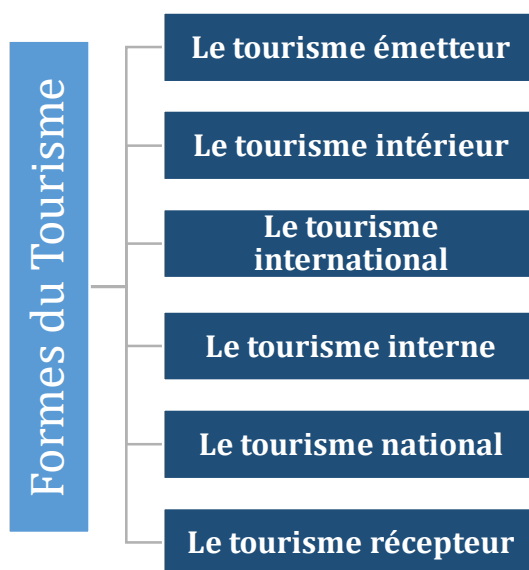 Formes du Tourisme
Le tourisme émetteur
Le tourisme intérieur
Le tourisme
international
Le tourisme interne
Le tourisme national
Le tourisme récepteur